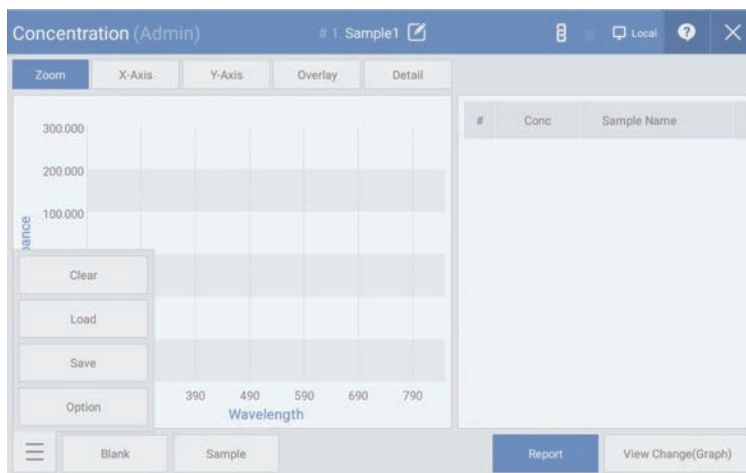 Concentration (Admin) # 1. Sample1 Local ?
Zoom X-Axis Y-Axis Overlay Detail
# Conc Sample Name
300.000
200.000
100.000
Clear
Load
Save
Option
390 490 590 690 790
Wavelength
Blank Sample Report View Change(Graph)